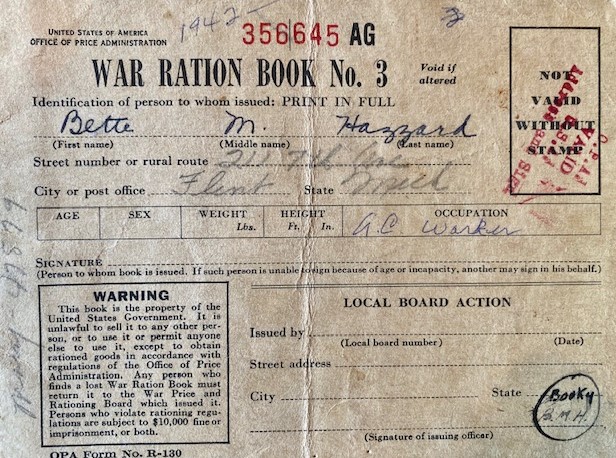 1942
UNITED STATES OF AMERICA
OFFICE OF PRICE ADMINISTRATION
356645 AG
WAR RATION BOOK No. 3
Void if
altered
NOT
VALID
WITHOUT
STAMP
Identification of person to whom issued: PRINT IN FULL
Bette M. Hazzard
(First name) (Middle name) (Last name)
Street number or rural route
City or post office Flint State Mich
AGE SEX WEIGHT Lbs. HEIGHT Ft. In. OCCUPATION
A.C. Worker
SIGNATURE
(Person to whom book is issued. If such person is unable to sign because of age or incapacity, another may sign in his behalf.)
WARNING
This book is the property of the
United States Government. It is
unlawful to sell it to any other per-
son, or to use it or permit anyone
else to use it, except to obtain
rationed goods in accordance with
regulations of the Office of Price
Administration. Any person who
finds a lost War Ration Book must
return it to the War Price and
Rationing Board which issued it.
Persons who violate rationing regu-
lations are subject to $10,000 fine or
imprisonment, or both.
LOCAL BOARD ACTION
Issued by
(Local board number) (Date)
Street address
City State
Booky
B.M.H.
(Signature of issuing officer)
OPA Form No. R-130